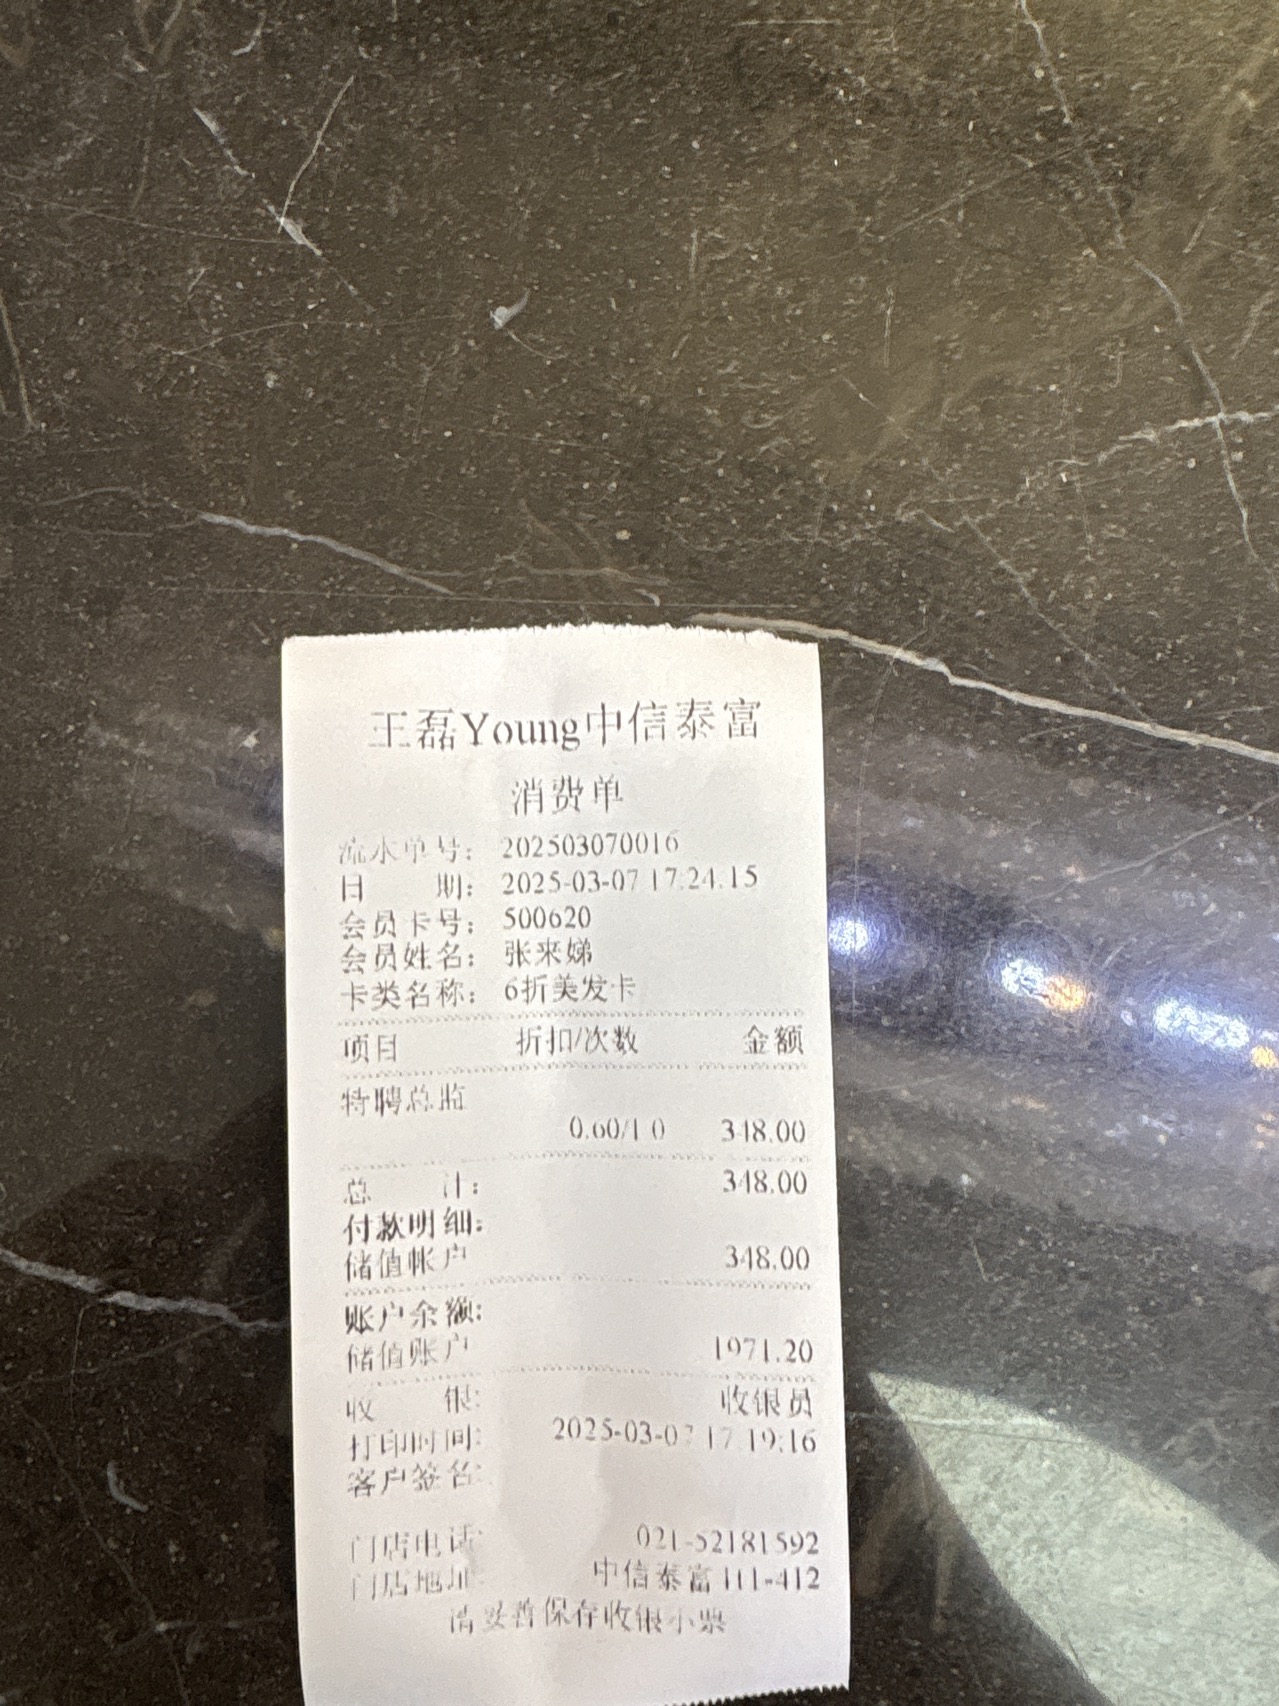 王磊Young中信泰富
消费单
流水单号: 202503070016
日 期: 2025-03-07 17:24:15
会员卡号: 500620
会员姓名: 张来娣
卡类名称: 6折美发卡
项目 折扣/次数 金额
特聘总监
0.60/1.0 348.00
总 计: 348.00
付款明细:
储值帐户 348.00
账户余额:
储值账户 1971.20
收 银: 收银员
打印时间: 2025-03-07 17:19:16
客户签名:
门店电话: 021-52181592
门店地址: 中信泰富111-412
请妥善保存收银小票